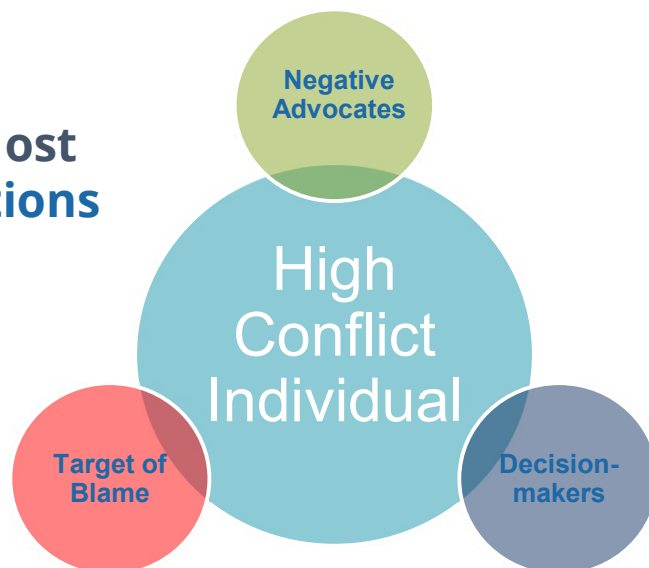 Negative
Advocates
ost
tions
High
Conflict
Individual
Target of
Blame
Decision-
makers